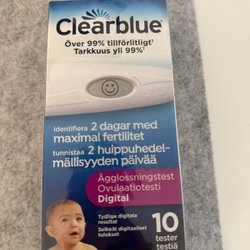 Clearblue
Över 99% tillförlitligt¹
Tarkkuus yli 99%¹
identifiera 2 dagar med
maximal fertilitet
tunnistaa 2 huippuhedel-
mällisyyden päivää
Ägglossningstest
Ovulaatiotesti
Digital
Tydliga digitala
resultat
Selkeät digitaaliset
tulokset
10
tester
testiä